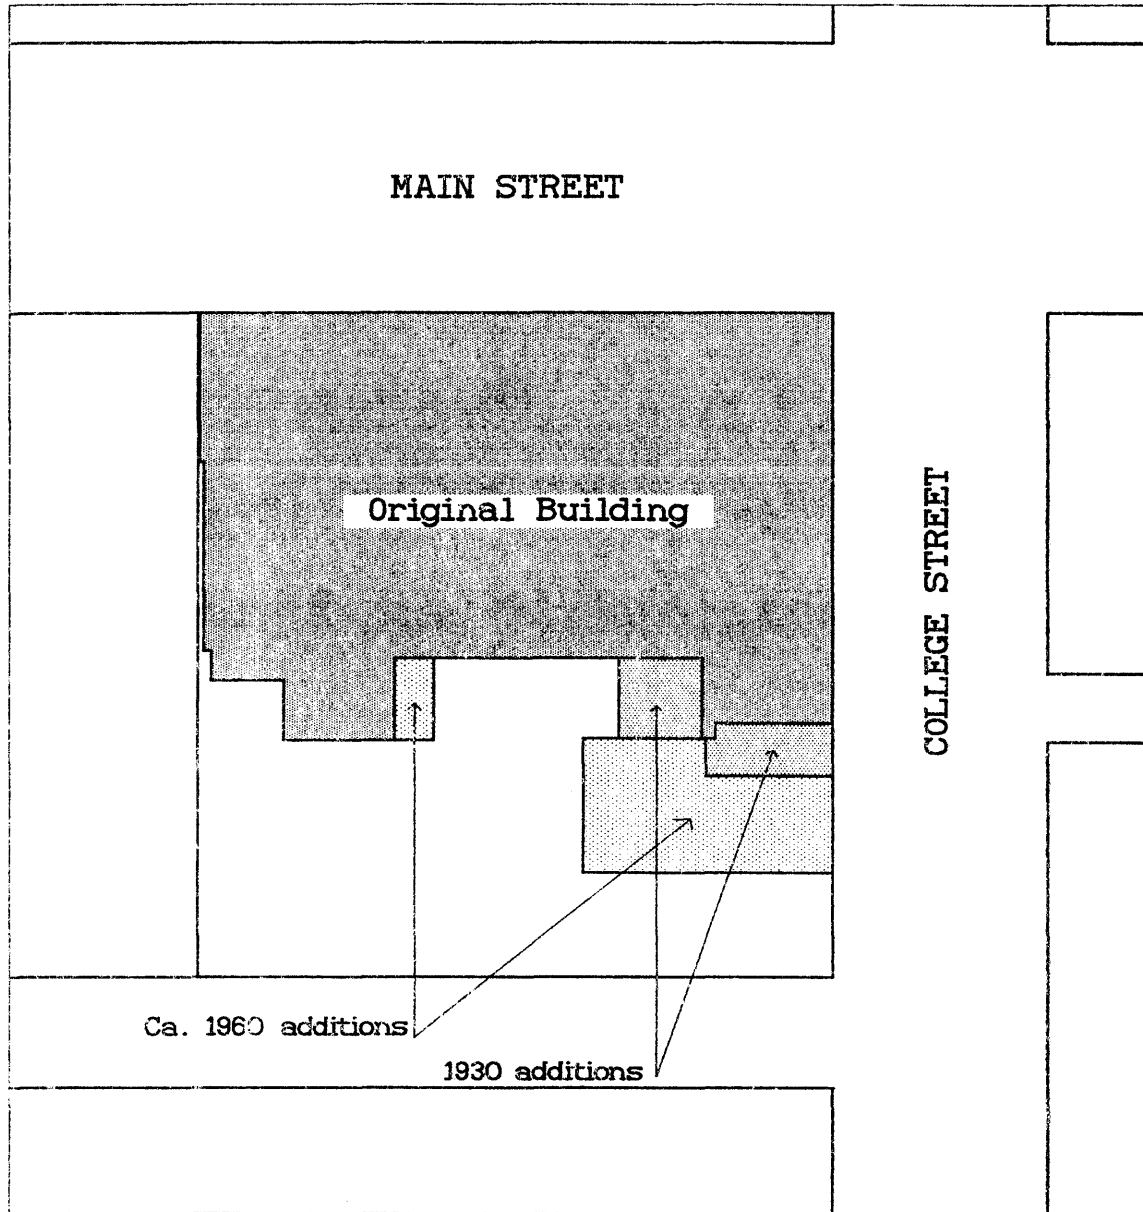 MAIN STREET
Original Building
COLLEGE STREET
Ca. 1960 additions
1930 additions